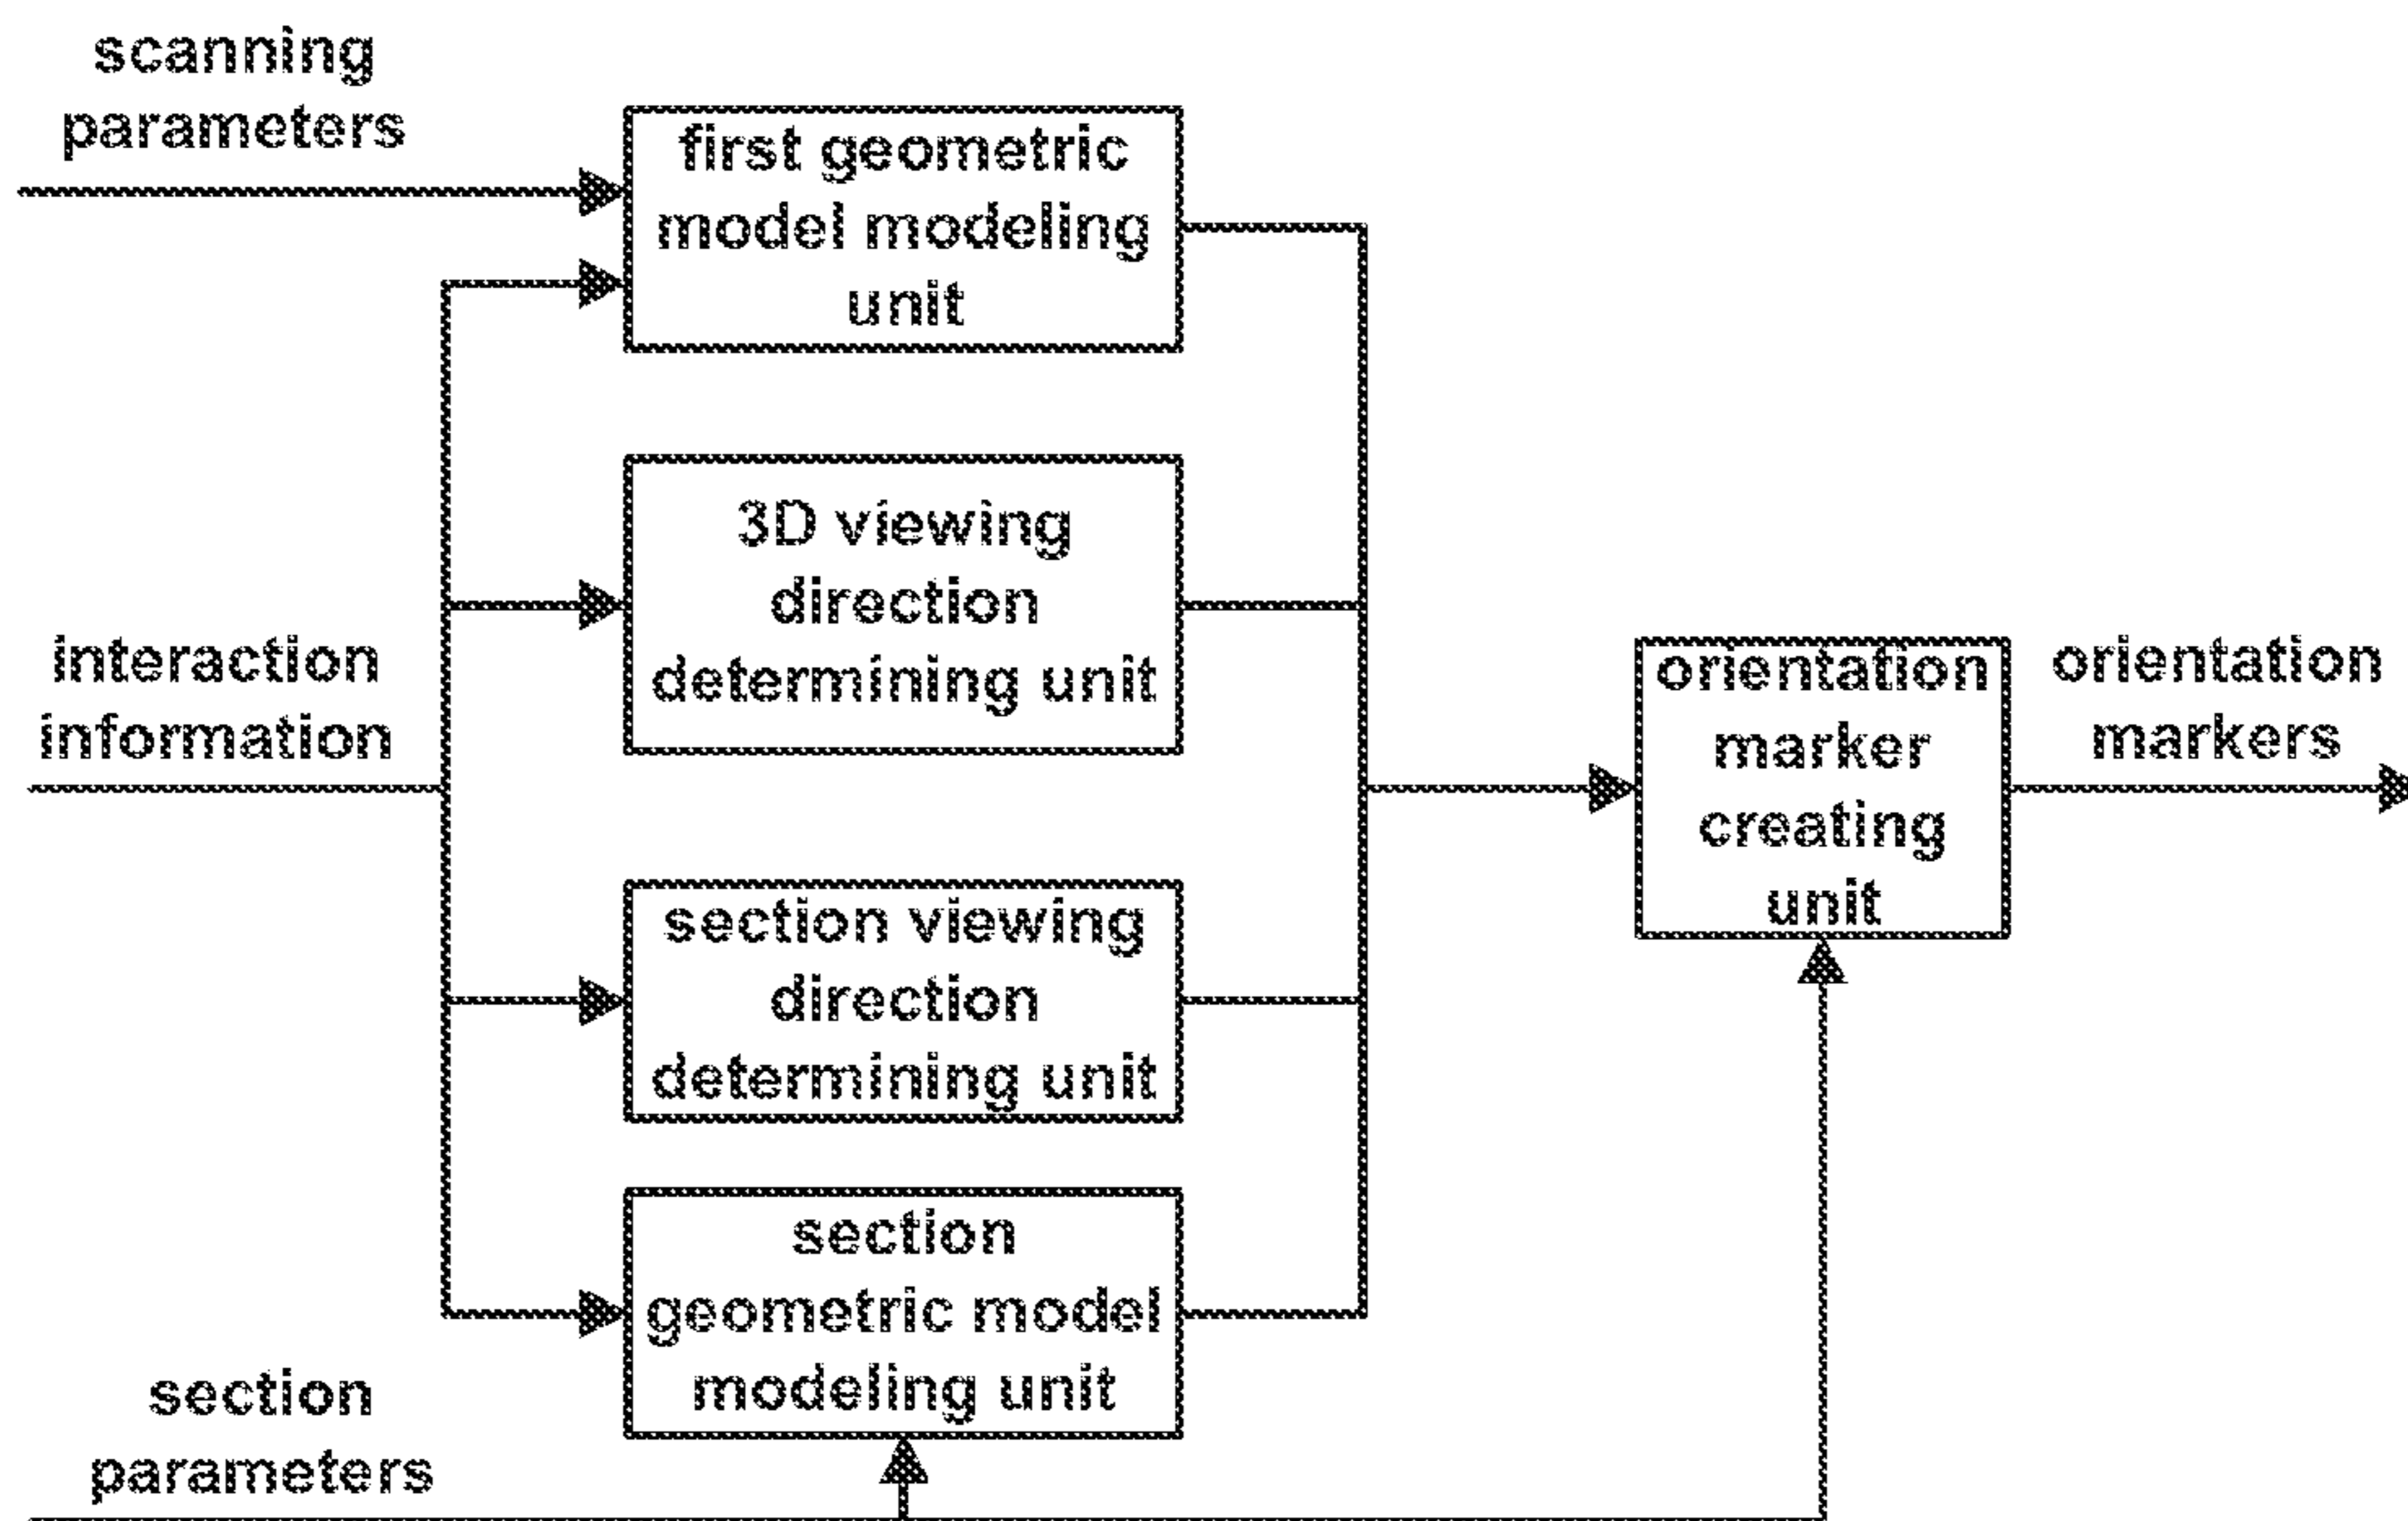 scanning
parameters
first geometric
model modeling
unit
3D viewing
direction
determining unit
interaction
information
orientation
marker
creating
unit
orientation
markers
section viewing
direction
determining unit
section
geometric model
modeling unit
section
parameters